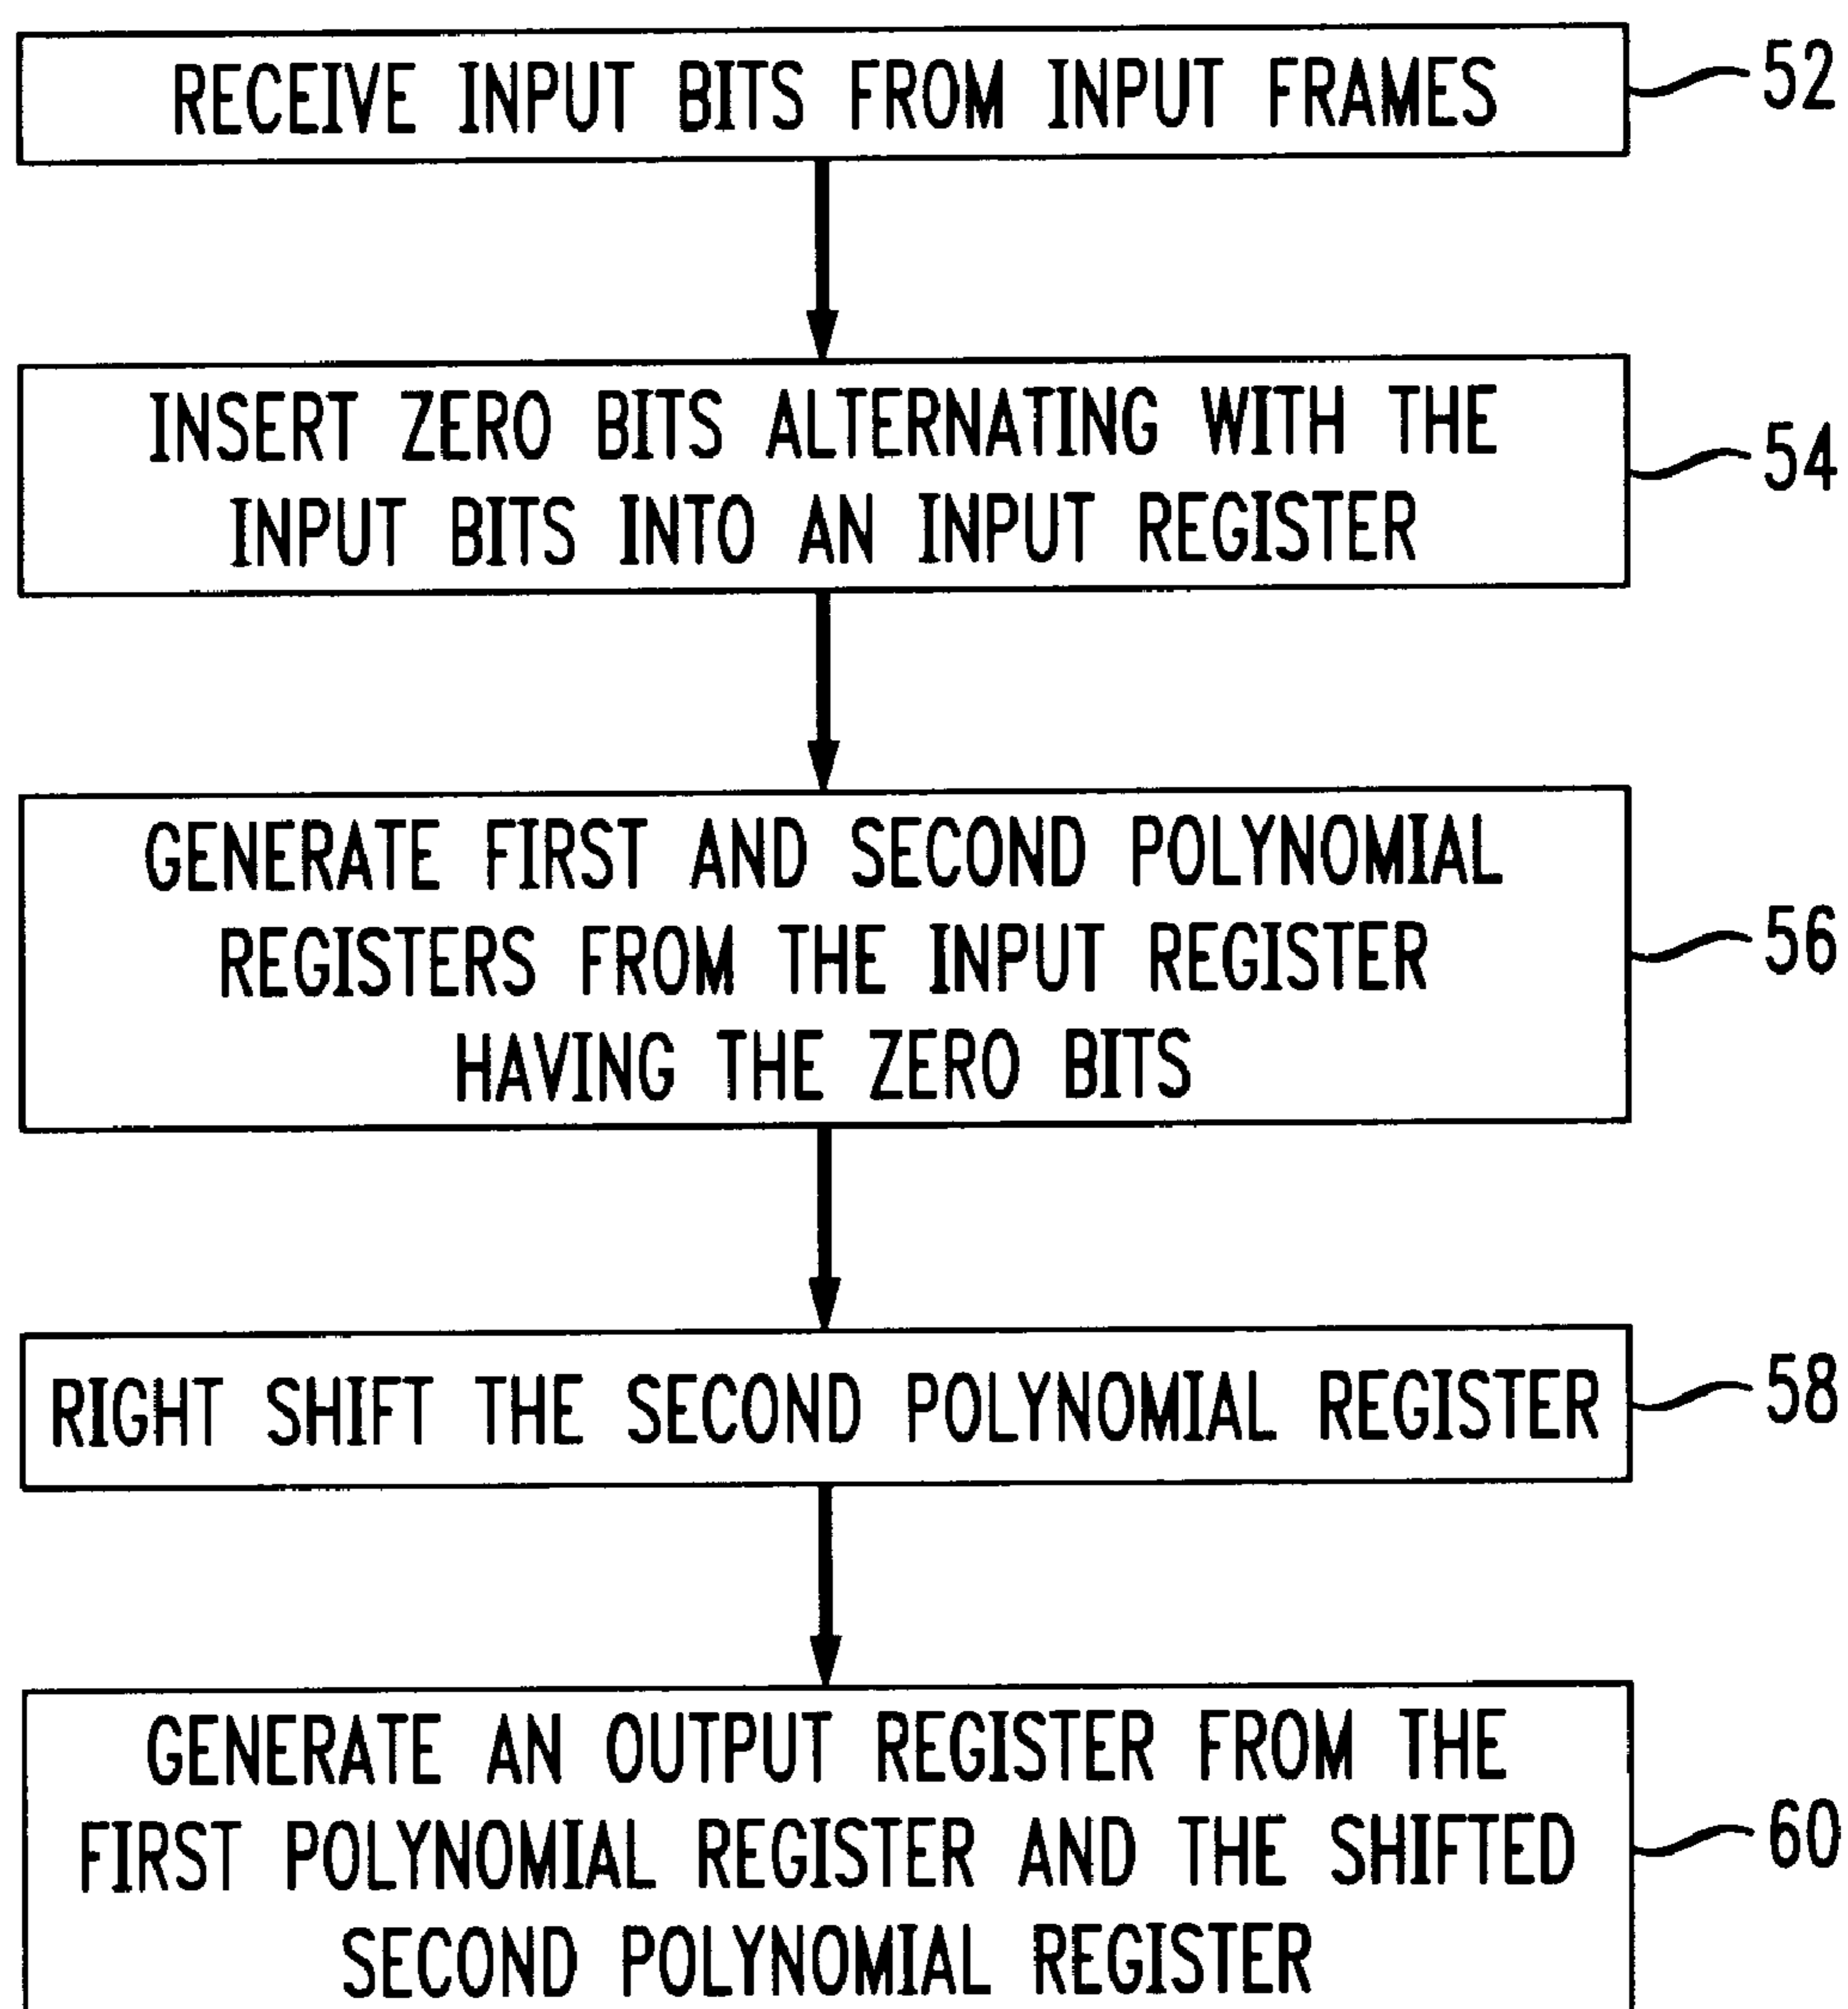 RECEIVE INPUT BITS FROM INPUT FRAMES
52
INSERT ZERO BITS ALTERNATING WITH THE
INPUT BITS INTO AN INPUT REGISTER
54
GENERATE FIRST AND SECOND POLYNOMIAL
REGISTERS FROM THE INPUT REGISTER
HAVING THE ZERO BITS
56
RIGHT SHIFT THE SECOND POLYNOMIAL REGISTER
58
GENERATE AN OUTPUT REGISTER FROM THE
FIRST POLYNOMIAL REGISTER AND THE SHIFTED
SECOND POLYNOMIAL REGISTER
60